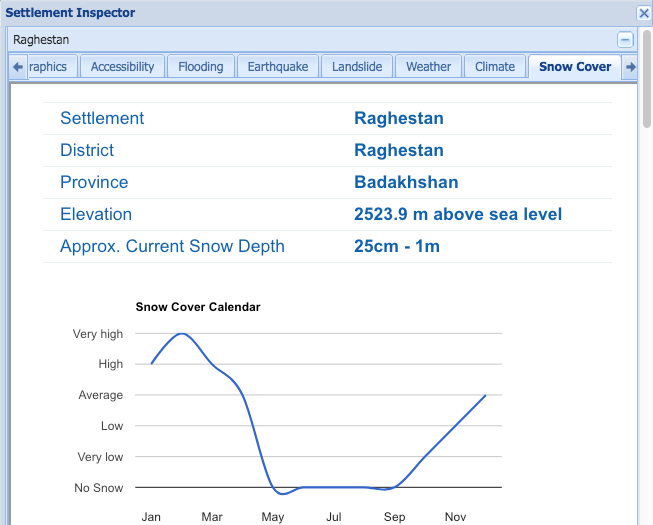 Settlement Inspector
Raghestan
raphics Accessibility Flooding Earthquake Landslide Weather Climate Snow Cover
Settlement Raghestan
District Raghestan
Province Badakhshan
Elevation 2523.9 m above sea level
Approx. Current Snow Depth 25cm - 1m
Snow Cover Calendar
Very high
High
Average
Low
Very low
No Snow
Jan Mar May Jul Sep Nov